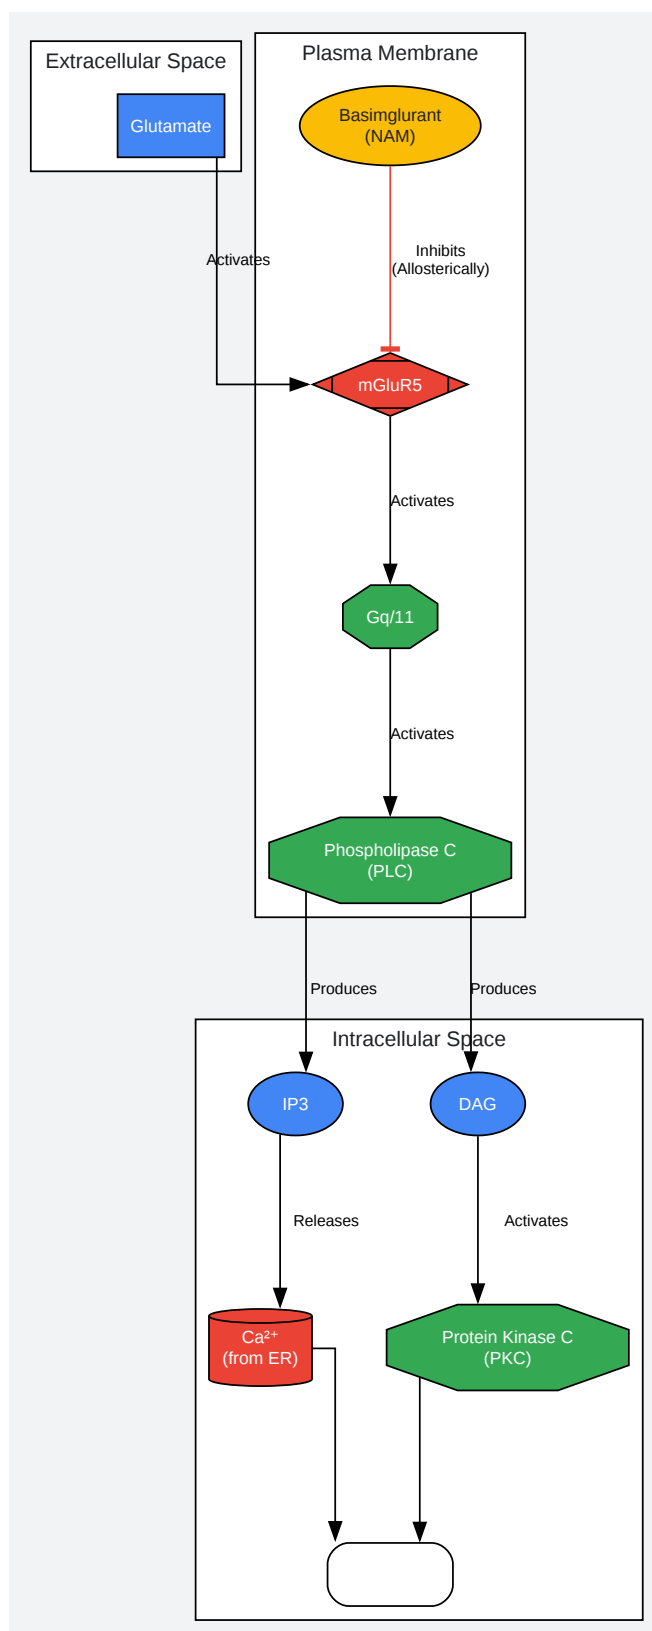 Extracellular Space
Glutamate
Plasma Membrane
Basimglurant
(NAM)
Activates
Inhibits
(Allosterically)
mGluR5
Activates
Gq/11
Activates
Phospholipase C
(PLC)
Produces
Produces
Intracellular Space
IP3
DAG
Releases
Activates
Ca²⁺
(from ER)
Protein Kinase C
(PKC)